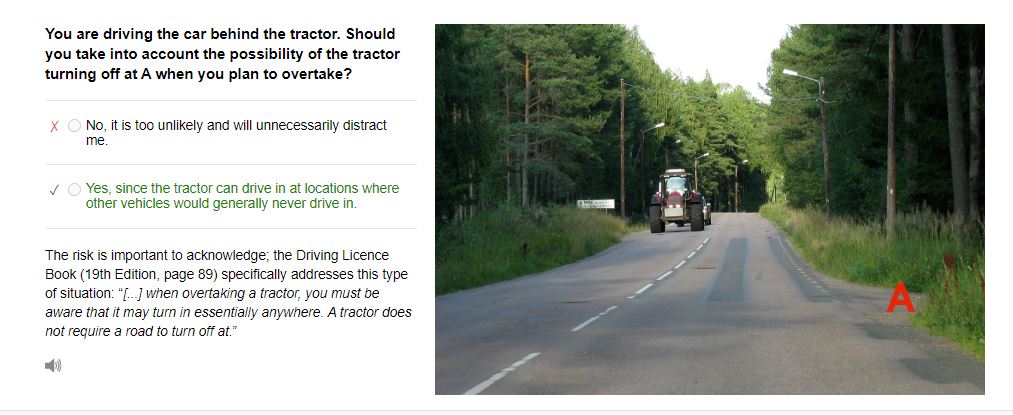 You are driving the car behind the tractor. Should
you take into account the possibility of the tractor
turning off at A when you plan to overtake?
No, it is too unlikely and will unnecessarily distract
me.
Yes, since the tractor can drive in at locations where
other vehicles would generally never drive in.
The risk is important to acknowledge; the Driving Licence
Book (19th Edition, page 89) specifically addresses this type
of situation: “[...] when overtaking a tractor, you must be
aware that it may turn in essentially anywhere. A tractor does
not require a road to turn off at.”
A